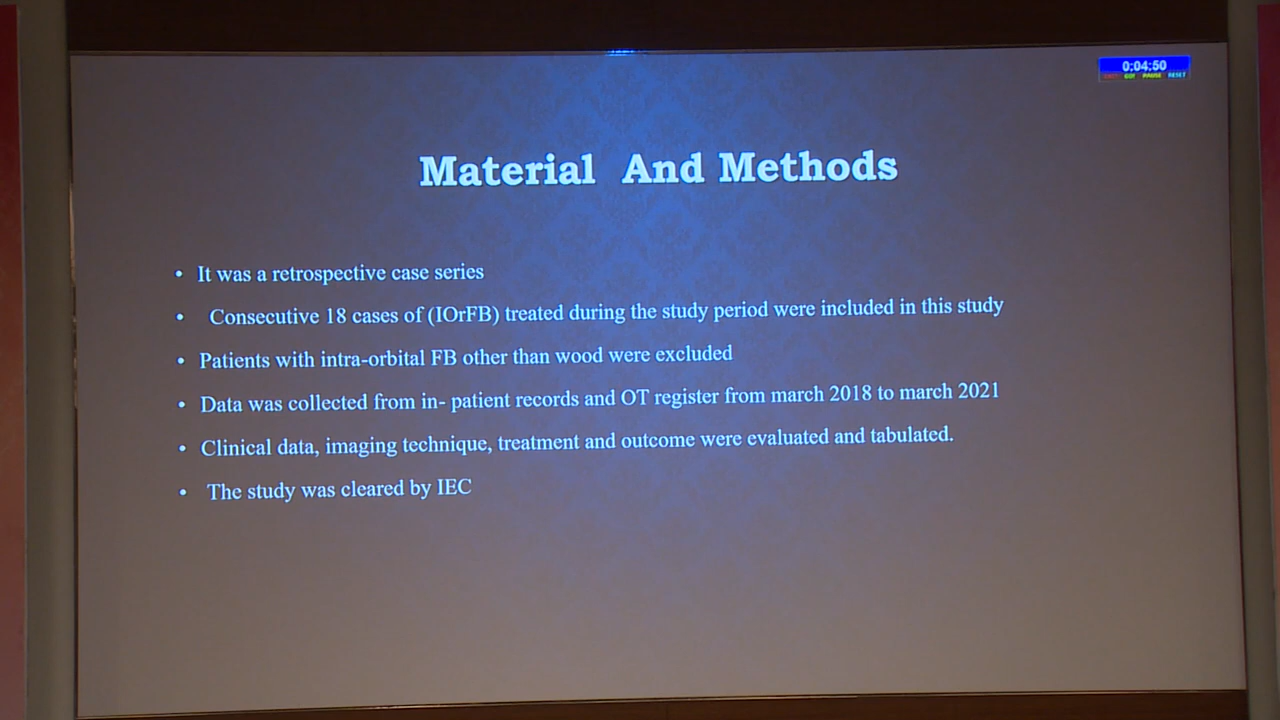 0:04:50
PAUSE RESET
Material And Methods
• It was a retrospective case series
• Consecutive 18 cases of (IOrFB) treated during the study period were included in this study
• Patients with intra-orbital FB other than wood were excluded
• Data was collected from in- patient records and OT register from march 2018 to march 2021
• Clinical data, imaging technique, treatment and outcome were evaluated and tabulated.
• The study was cleared by IEC